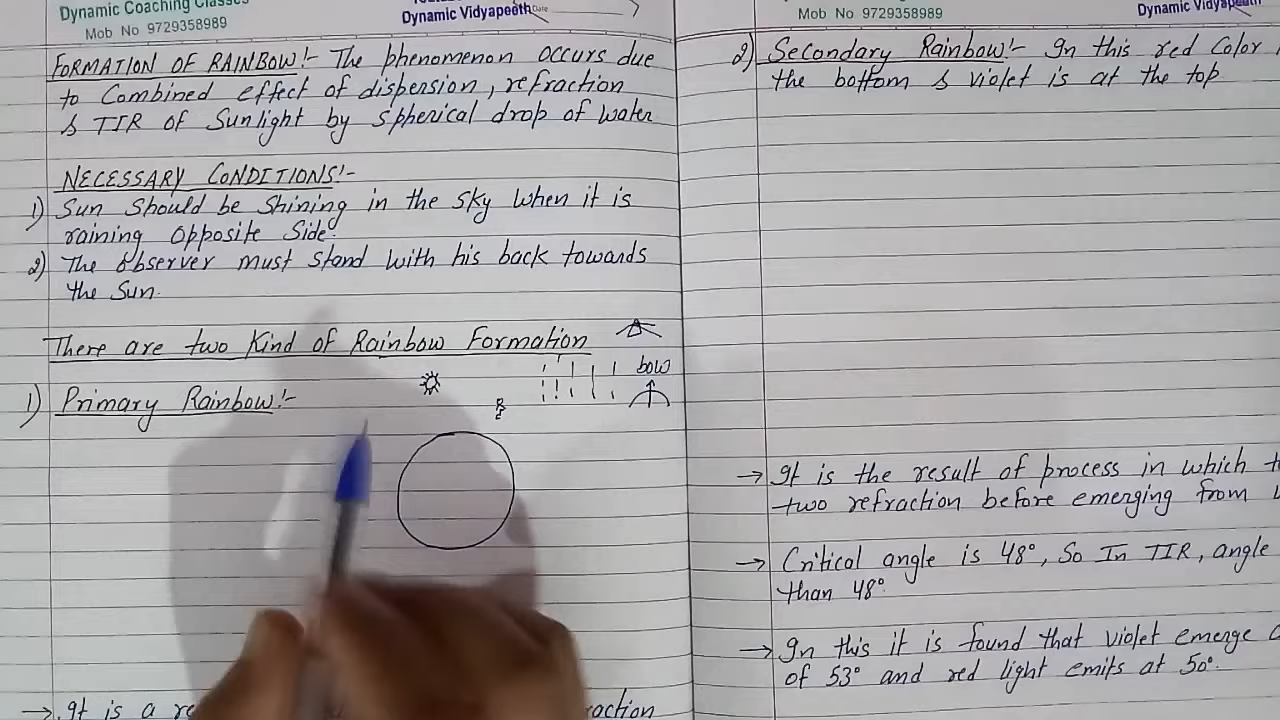 Dynamic Coaching Classes
Mob No 9729358989
Dynamic Vidyapeeth
Date
FORMATION OF RAINBOW:- The phenomenon occurs due
to Combined effect of dispension, refraction
& TIR of Sunlight by Spherical drop of water
NECESSARY CONDITIONS:-
1) Sun Should be Shining in the Sky When it is
raining Opposite Side.
2) The observer must stand with his back towards
the Sun.
There are two Kind of Rainbow Formation
bow
1) Primary Rainbow:-
→ It is a
action
Mob No 9729358989
Dynamic Vidyapeeth
2) Secondary Rainbow:- In this red Color
the bottom & violet is at the top
→ It is the result of process in which
two refraction before emerging from
→ Critical angle is 48°, So In TIR, angle
than 48°.
→ In this it is found that violet emerge
of 53° and red light emits at 50°.